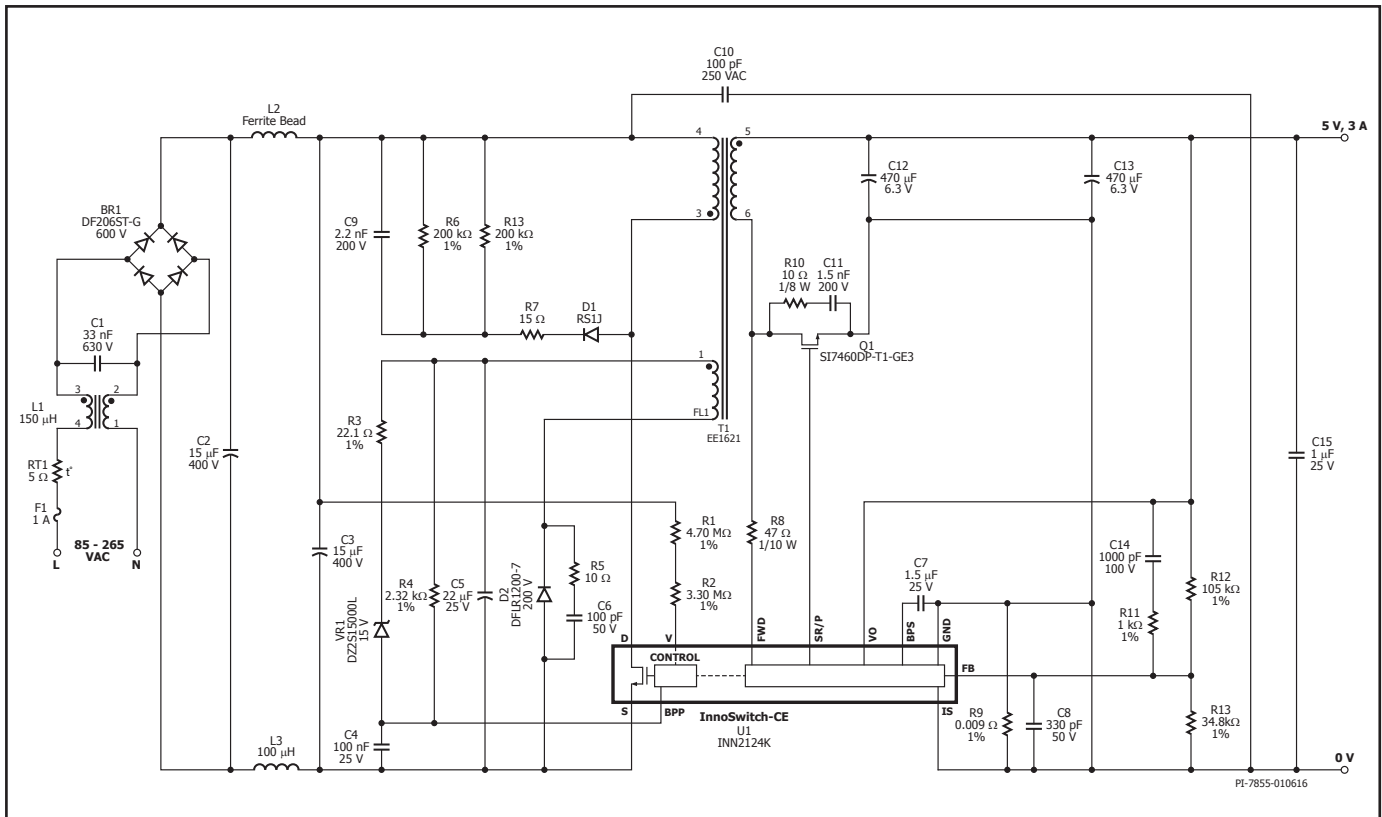 C10
100 pF
250 VAC
L2
Ferrite Bead
4
5
5 V, 3 A
C12
470 µF
6.3 V
C13
470 µF
6.3 V
BR1
DF206ST-G
600 V
C9
2.2 nF
200 V
R6
200 kΩ
1%
R13
200 kΩ
1%
3
6
R10
10 Ω
1/8 W
C11
1.5 nF
200 V
R7
15 Ω
D1
RS1J
C1
33 nF
630 V
Q1
SI7460DP-T1-GE3
1
3
2
L1
150 µH
4
1
FL1
T1
EE1621
R3
22.1 Ω
1%
C2
15 µF
400 V
C15
1 µF
25 V
RT1
5 Ω
t°
F1
1 A
85 - 265
VAC
L
N
C3
15 µF
400 V
R1
4.70 MΩ
1%
R8
47 Ω
1/10 W
C14
1000 pF
100 V
R4
2.32 kΩ
1%
C5
22 µF
25 V
D2
DFLR1200-7
200 V
R5
10 Ω
C7
1.5 µF
25 V
R12
105 kΩ
1%
R2
3.30 MΩ
1%
C6
100 pF
50 V
R11
1 kΩ
1%
VR1
DZ2S15000L
15 V
D
V
FWD
SR/P
VO
BPS
GND
CONTROL
FB
S
BPP
InnoSwitch-CE
IS
U1
INN2124K
R9
0.009 Ω
1%
C8
330 pF
50 V
R13
34.8kΩ
1%
C4
100 nF
25 V
L3
100 µH
0 V
PI-7855-010616